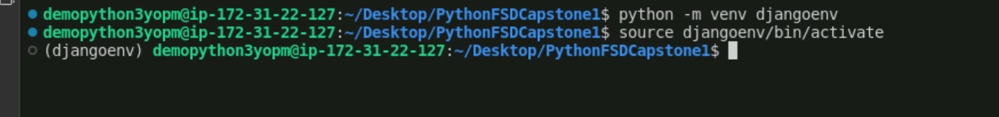 demopython3yopm@ip-172-31-22-127:~/Desktop/PythonFSDCapstone1$ python -m venv djangoenv
demopython3yopm@ip-172-31-22-127:~/Desktop/PythonFSDCapstone1$ source djangoenv/bin/activate
(djangoenv) demopython3yopm@ip-172-31-22-127:~/Desktop/PythonFSDCapstone1$